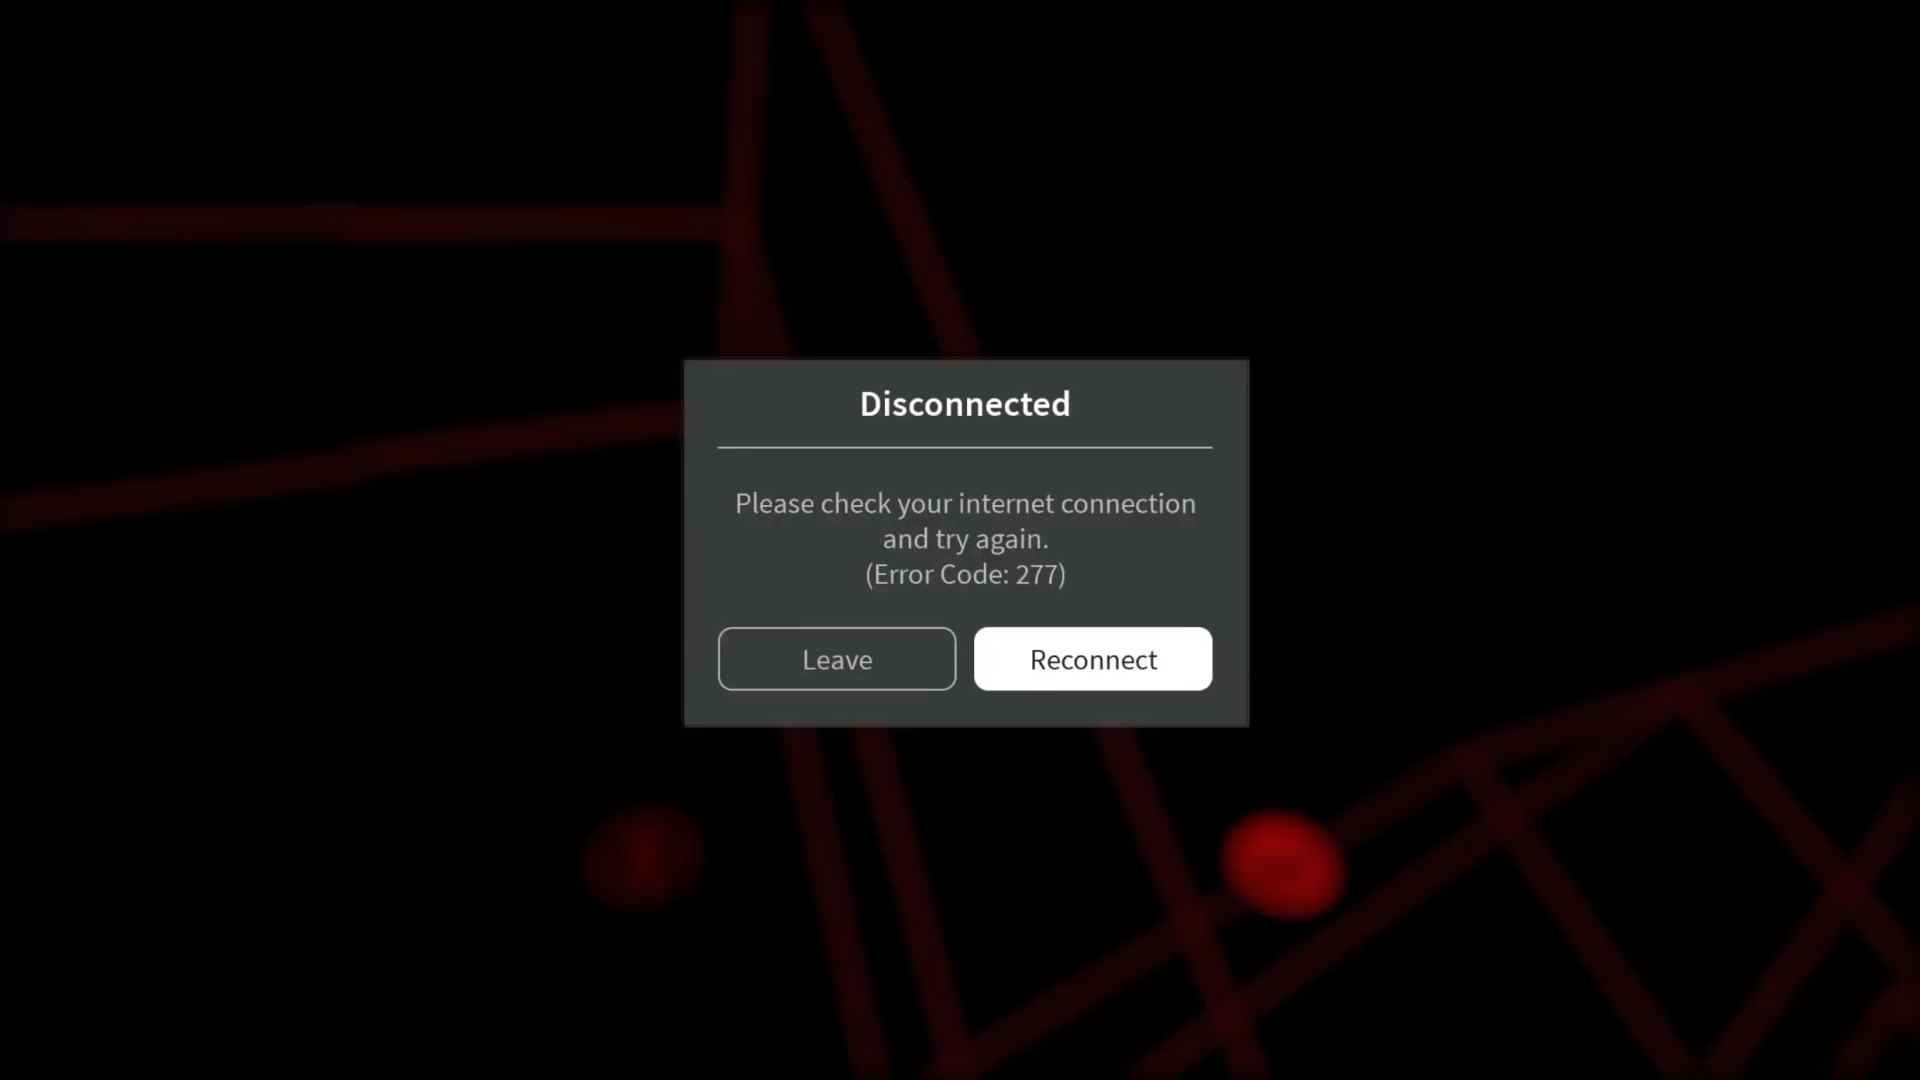 Disconnected
Please check your internet connection
and try again.
(Error Code: 277)
Leave
Reconnect